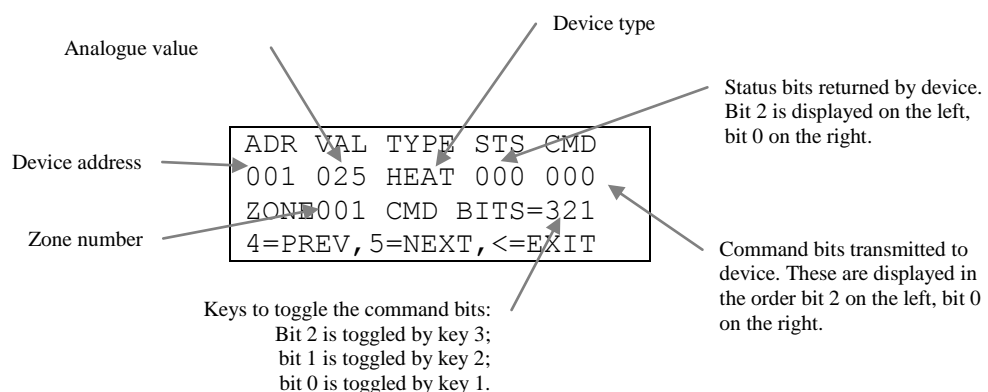 Device type
Analogue value
Status bits returned by device.
Bit 2 is displayed on the left,
bit 0 on the right.
ADR VAL TYPE STS CMD
Device address
001 025 HEAT 000 000
ZONE001 CMD BITS=321
Zone number
4=PREV,5=NEXT,<=EXIT
Command bits transmitted to
device. These are displayed in
the order bit 2 on the left, bit 0
on the right.
Keys to toggle the command bits:
Bit 2 is toggled by key 3;
bit 1 is toggled by key 2;
bit 0 is toggled by key 1.